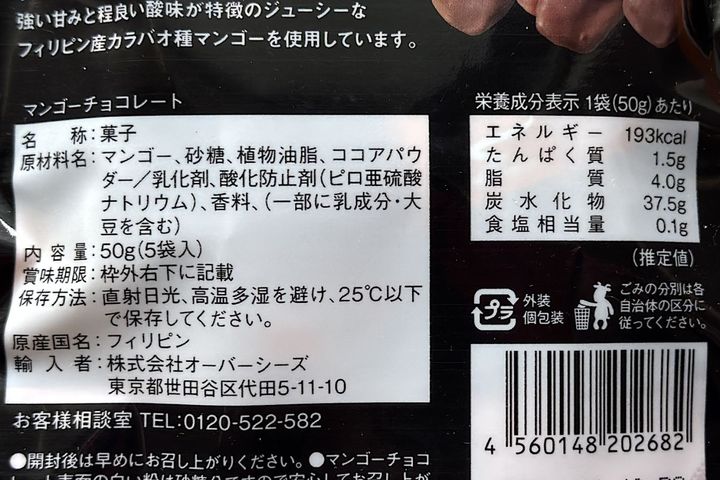 強い甘みと程良い酸味が特徴のジューシーな
フィリピン産カラバオ種マンゴーを使用しています。
マンゴーチョコレート
名称:菓子
原材料名:マンゴー、砂糖、植物油脂、ココアパウ
ダー/乳化剤、酸化防止剤(ピロ亜硫酸
ナトリウム)、香料、(一部に乳成分・大
豆を含む)
内容量:50g(5袋入)
賞味期限:枠外右下に記載
保存方法:直射日光、高温多湿を避け、25℃以下
で保存してください。
原産国名:フィリピン
輸入者:株式会社オーバーシーズ
東京都世田谷区代田5-11-10
お客様相談室 TEL:0120-522-582
●開封後は早めにお召し上がりください。●マンゴーチョコ
栄養成分表示 1袋(50g)あたり
エネルギー 193kcal
たんぱく質 1.5g
脂質 4.0g
炭水化物 37.5g
食塩相当量 0.1g
(推定値)
プラ
外装
個包装
ごみの分別は各
自治体の区分に
従ってください。
4 560148 202682